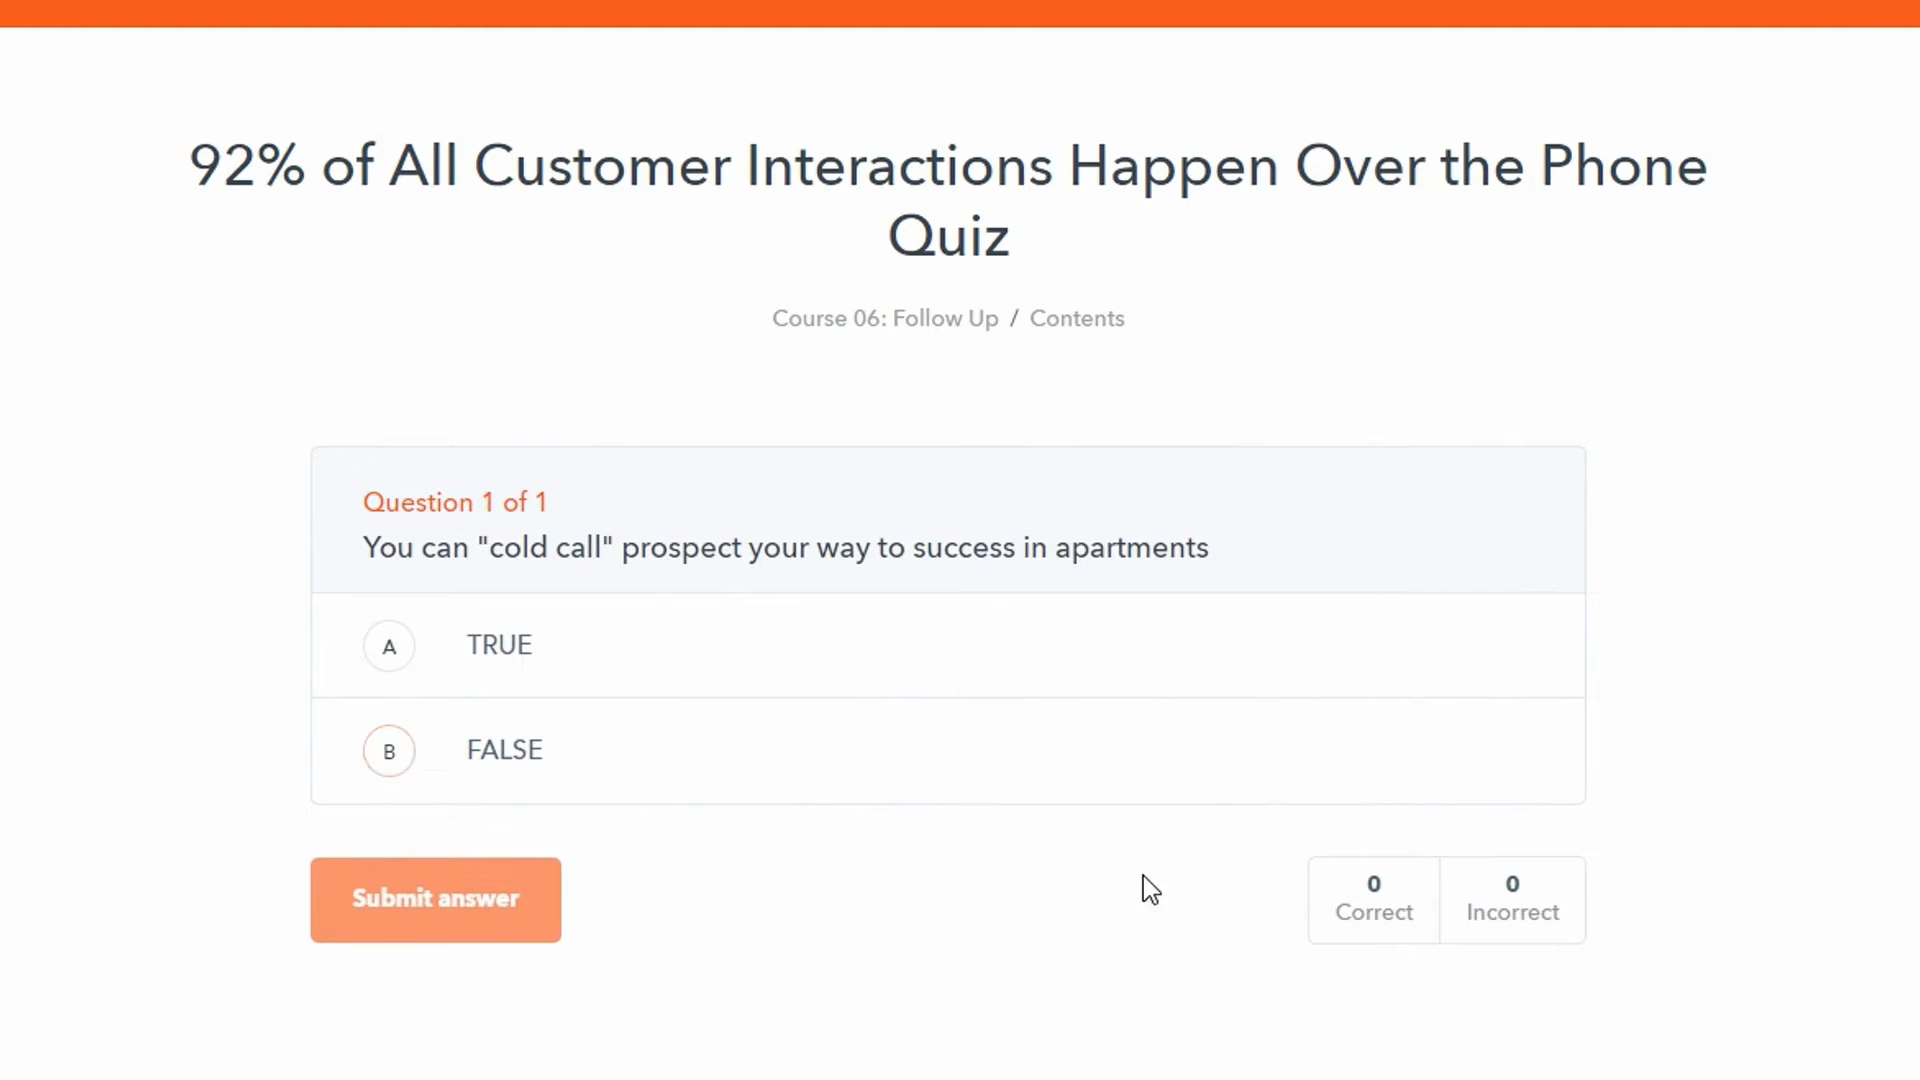 92% of All Customer Interactions Happen Over the Phone
Quiz
Course 06: Follow Up / Contents
Question 1 of 1
You can "cold call" prospect your way to success in apartments
A TRUE
B FALSE
Submit answer
0 Correct
0 Incorrect